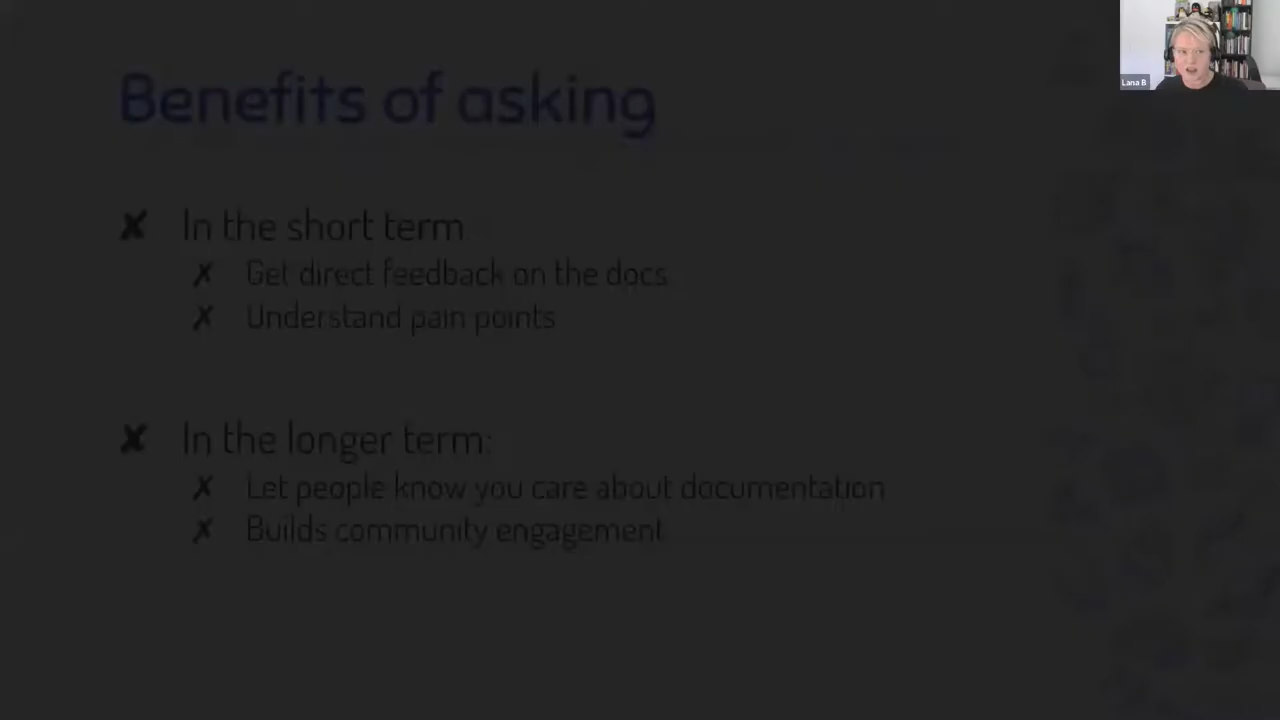 Lana B
Benefits of asking
✘ In the short term:
✗ Get direct feedback on the docs
✗ Understand pain points
✘ In the longer term:
✗ Let people know you care about documentation
✗ Builds community engagement